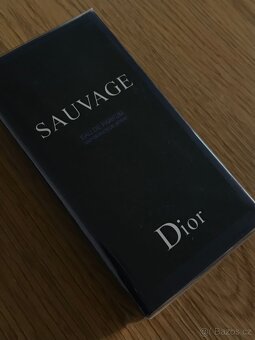 SAUVAGE
EAU DE PARFUM
Dior
Bazos.cz